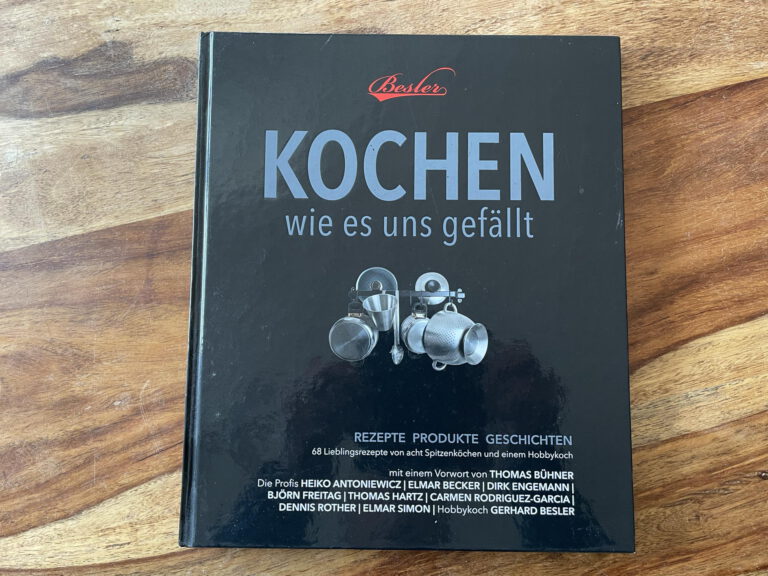 Besler
KOCHEN
wie es uns gefällt
REZEPTE PRODUKTE GESCHICHTEN
68 Lieblingsrezepte von acht Spitzenköchen und einem Hobbykoch
mit einem Vorwort von THOMAS BÜHNER
Die Profis HEIKO ANTONIEWICZ | ELMAR BECKER | DIRK ENGEMANN |
BJÖRN FREITAG | THOMAS HARTZ | CARMEN RODRIGUEZ-GARCIA |
DENNIS ROTHER | ELMAR SIMON | Hobbykoch GERHARD BESLER